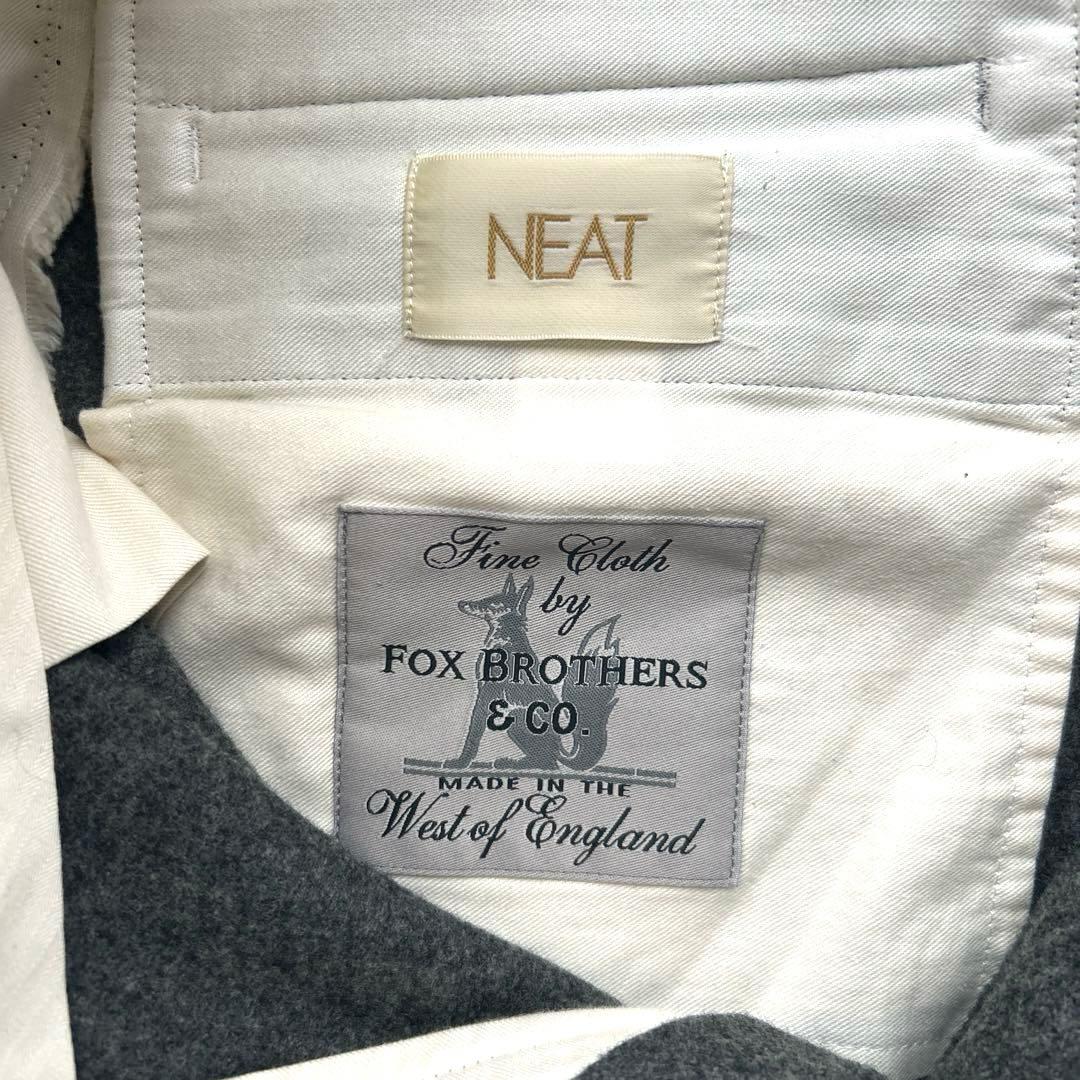 NEAT
Fine Cloth
by
FOX BROTHERS
& CO.
MADE IN THE
West of England